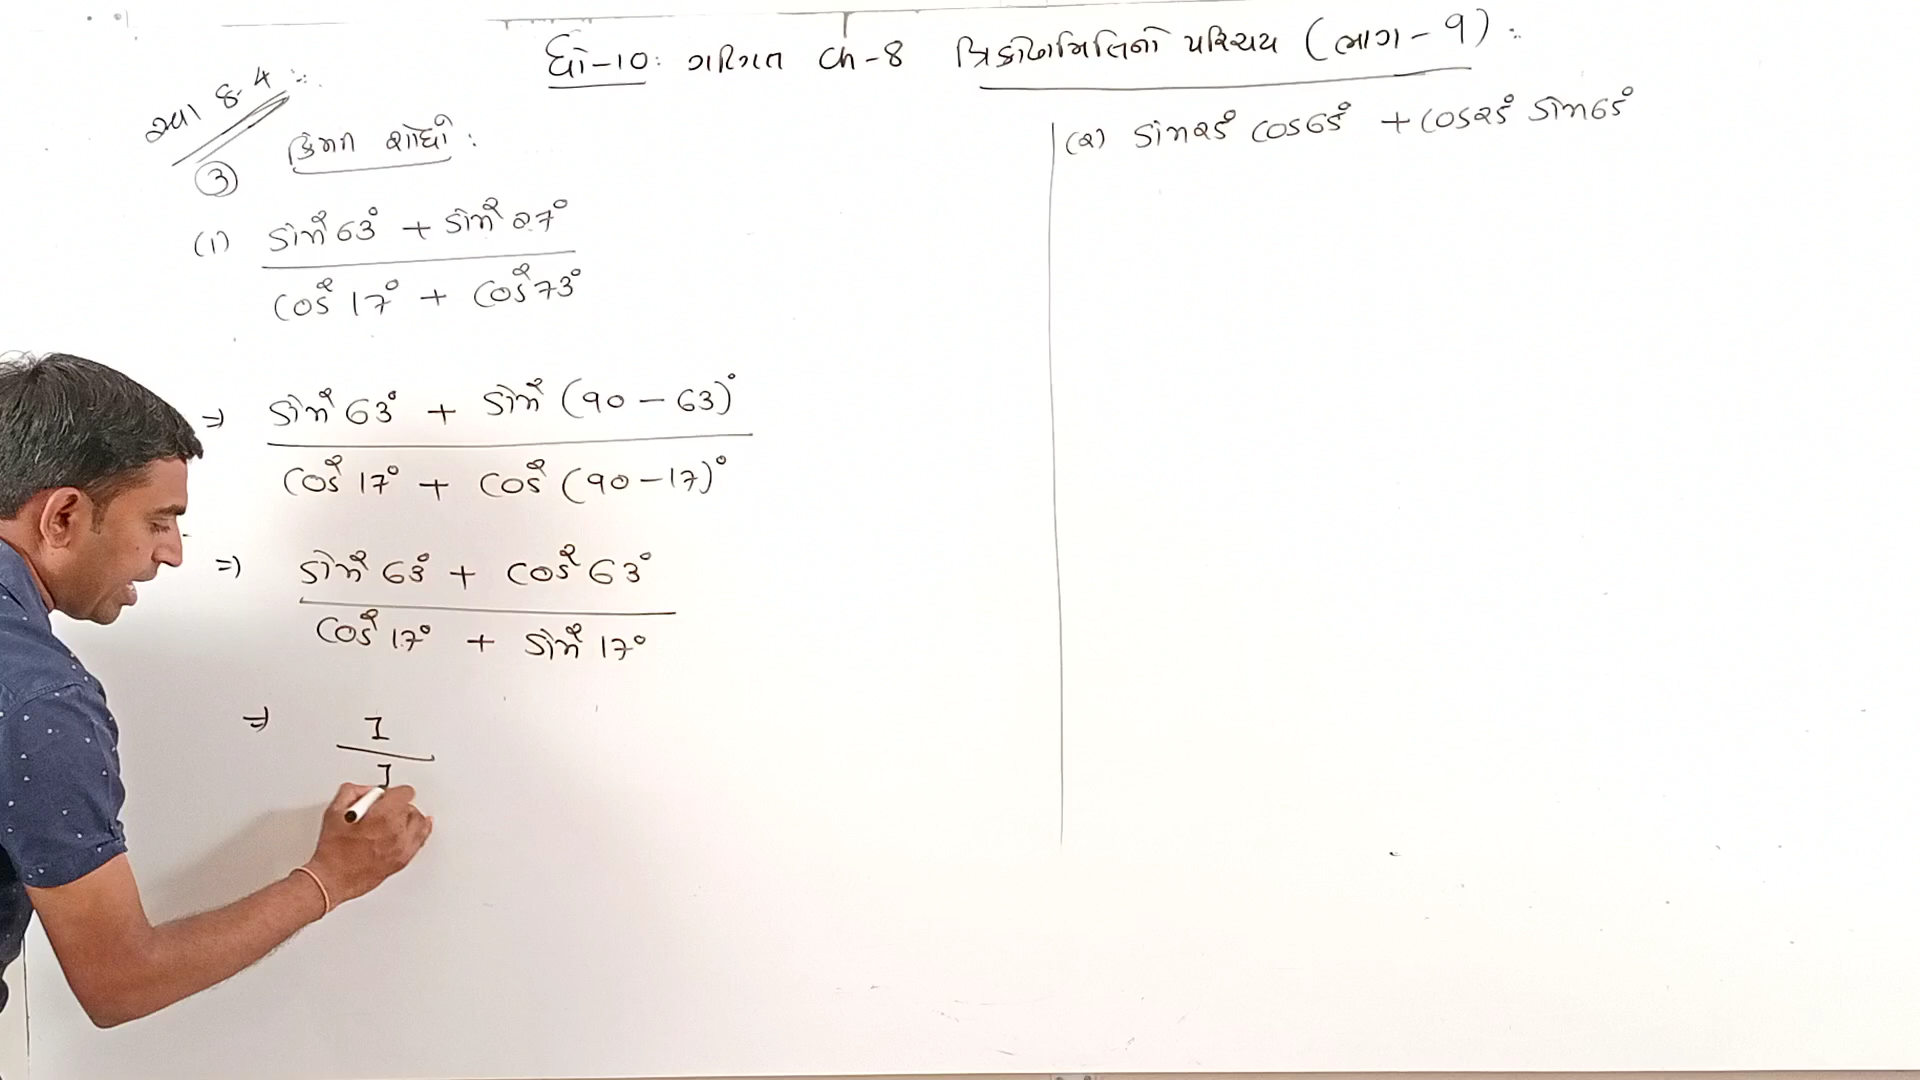 ધો-10: ગણિત Ch-8 ત્રિકોણમિતિનો પરિચય (ભાગ-9):
સ્વા 8.4 :
③ કિંમત શોધો :
(1) sin²63° + sin²27°
cos²17° + cos²73°
⇒ sin²63° + sin²(90-63)°
cos²17° + cos²(90-17)°
⇒ sin²63° + cos²63°
cos²17° + sin²17°
⇒ 1
1
(2) sin25° cos65° + cos25° sin65°